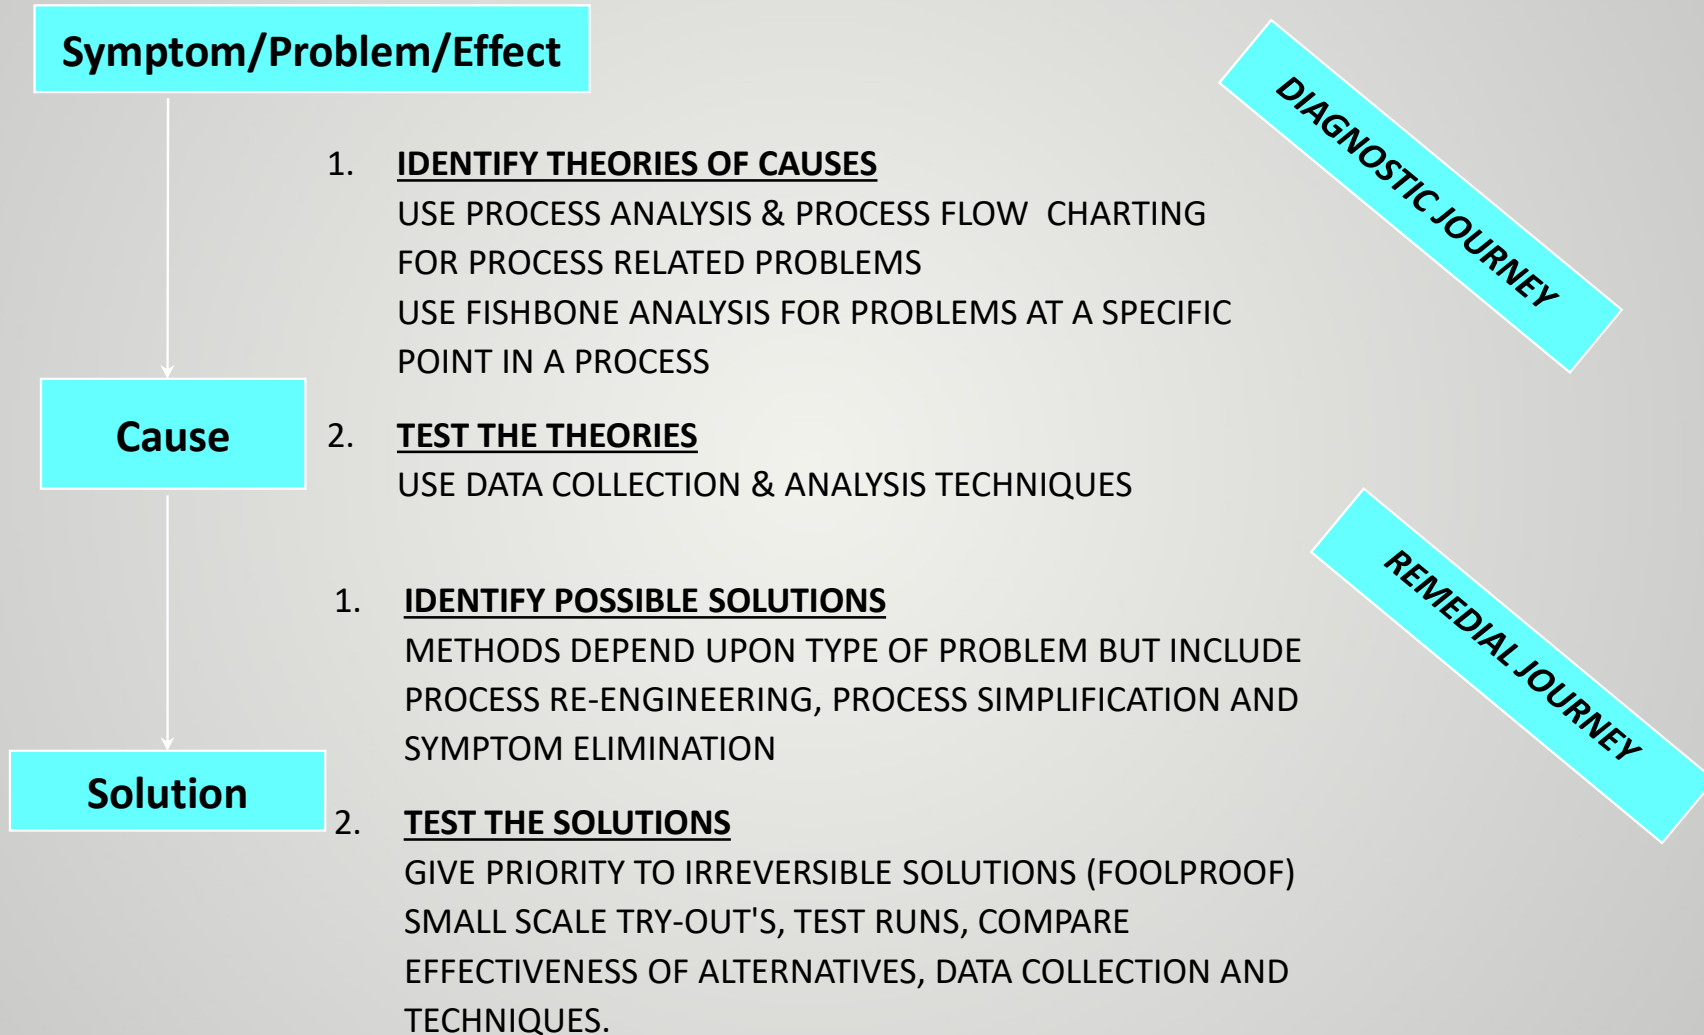 Symptom/Problem/Effect
DIAGNOSTIC JOURNEY
1. IDENTIFY THEORIES OF CAUSES
USE PROCESS ANALYSIS & PROCESS FLOW CHARTING
FOR PROCESS RELATED PROBLEMS
USE FISHBONE ANALYSIS FOR PROBLEMS AT A SPECIFIC
POINT IN A PROCESS
Cause
2. TEST THE THEORIES
USE DATA COLLECTION & ANALYSIS TECHNIQUES
REMEDIAL JOURNEY
1. IDENTIFY POSSIBLE SOLUTIONS
METHODS DEPEND UPON TYPE OF PROBLEM BUT INCLUDE
PROCESS RE-ENGINEERING, PROCESS SIMPLIFICATION AND
SYMPTOM ELIMINATION
Solution
2. TEST THE SOLUTIONS
GIVE PRIORITY TO IRREVERSIBLE SOLUTIONS (FOOLPROOF)
SMALL SCALE TRY-OUT'S, TEST RUNS, COMPARE
EFFECTIVENESS OF ALTERNATIVES, DATA COLLECTION AND
TECHNIQUES.